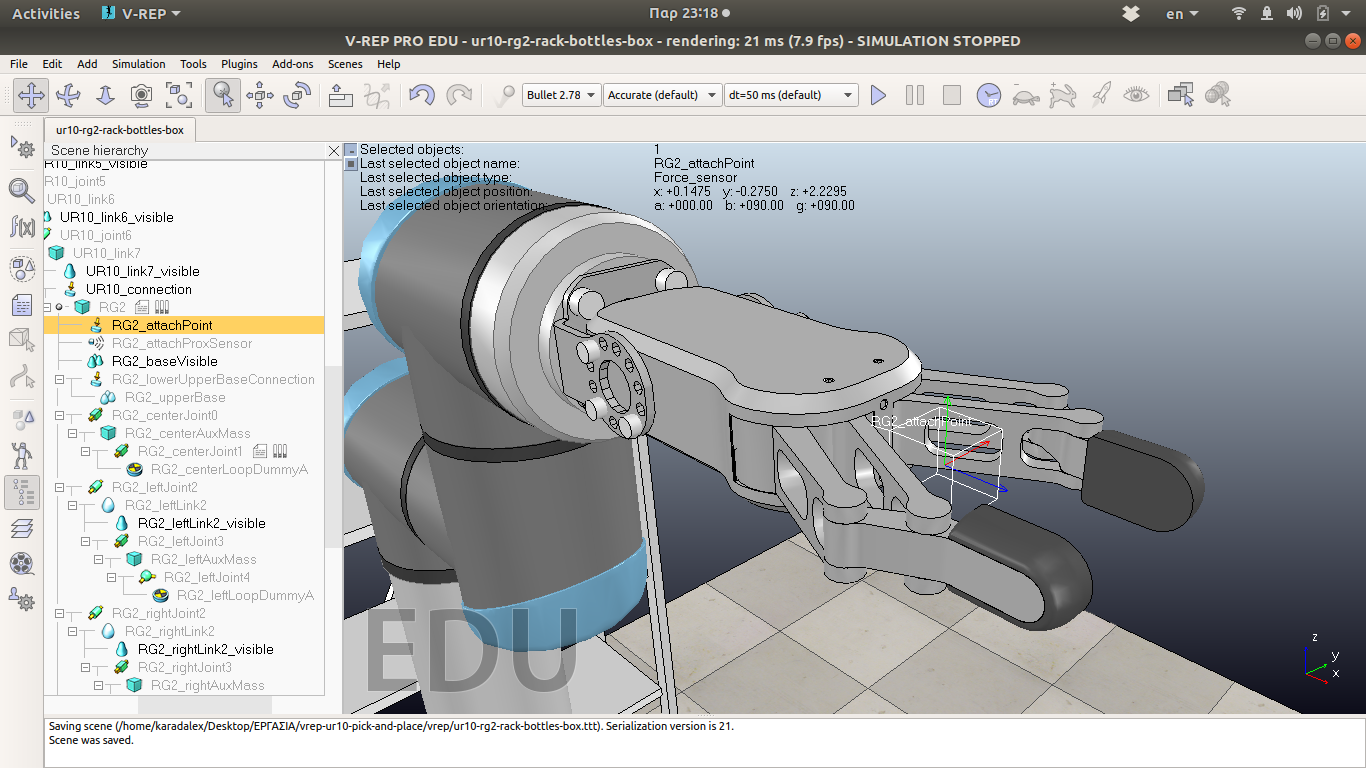 Activities V-REP Παρ 23:18 en
V-REP PRO EDU - ur10-rg2-rack-bottles-box - rendering: 21 ms (7.9 fps) - SIMULATION STOPPED
File Edit Add Simulation Tools Plugins Add-ons Scenes Help
Bullet 2.78 Accurate (default) dt=50 ms (default) RT
ur10-rg2-rack-bottles-box
Scene hierarchy
f(x)
R10_link5_visible
R10_joint5
UR10_link6
UR10_link6_visible
UR10_joint6
UR10_link7
UR10_link7_visible
UR10_connection
RG2
RG2_attachPoint
RG2_attachProxSensor
RG2_baseVisible
RG2_lowerUpperBaseConnection
RG2_upperBase
RG2_centerJoint0
RG2_centerAuxMass
RG2_centerJoint1
RG2_centerLoopDummyA
RG2_leftJoint2
RG2_leftLink2
RG2_leftLink2_visible
RG2_leftJoint3
RG2_leftAuxMass
RG2_leftJoint4
RG2_leftLoopDummyA
RG2_rightJoint2
RG2_rightLink2
RG2_rightLink2_visible
RG2_rightJoint3
RG2_rightAuxMass
Selected objects: 1
Last selected object name: RG2_attachPoint
Last selected object type: Force_sensor
Last selected object position: x: +0.1475 y: -0.2750 z: +2.2295
Last selected object orientation: a: +000.00 b: +090.00 g: +090.00
RG2_attachPoint
EDU
z
y
x
Saving scene (/home/karadalex/Desktop/ΕΡΓΑΣΙΑ/vrep-ur10-pick-and-place/vrep/ur10-rg2-rack-bottles-box.ttt). Serialization version is 21.
Scene was saved.